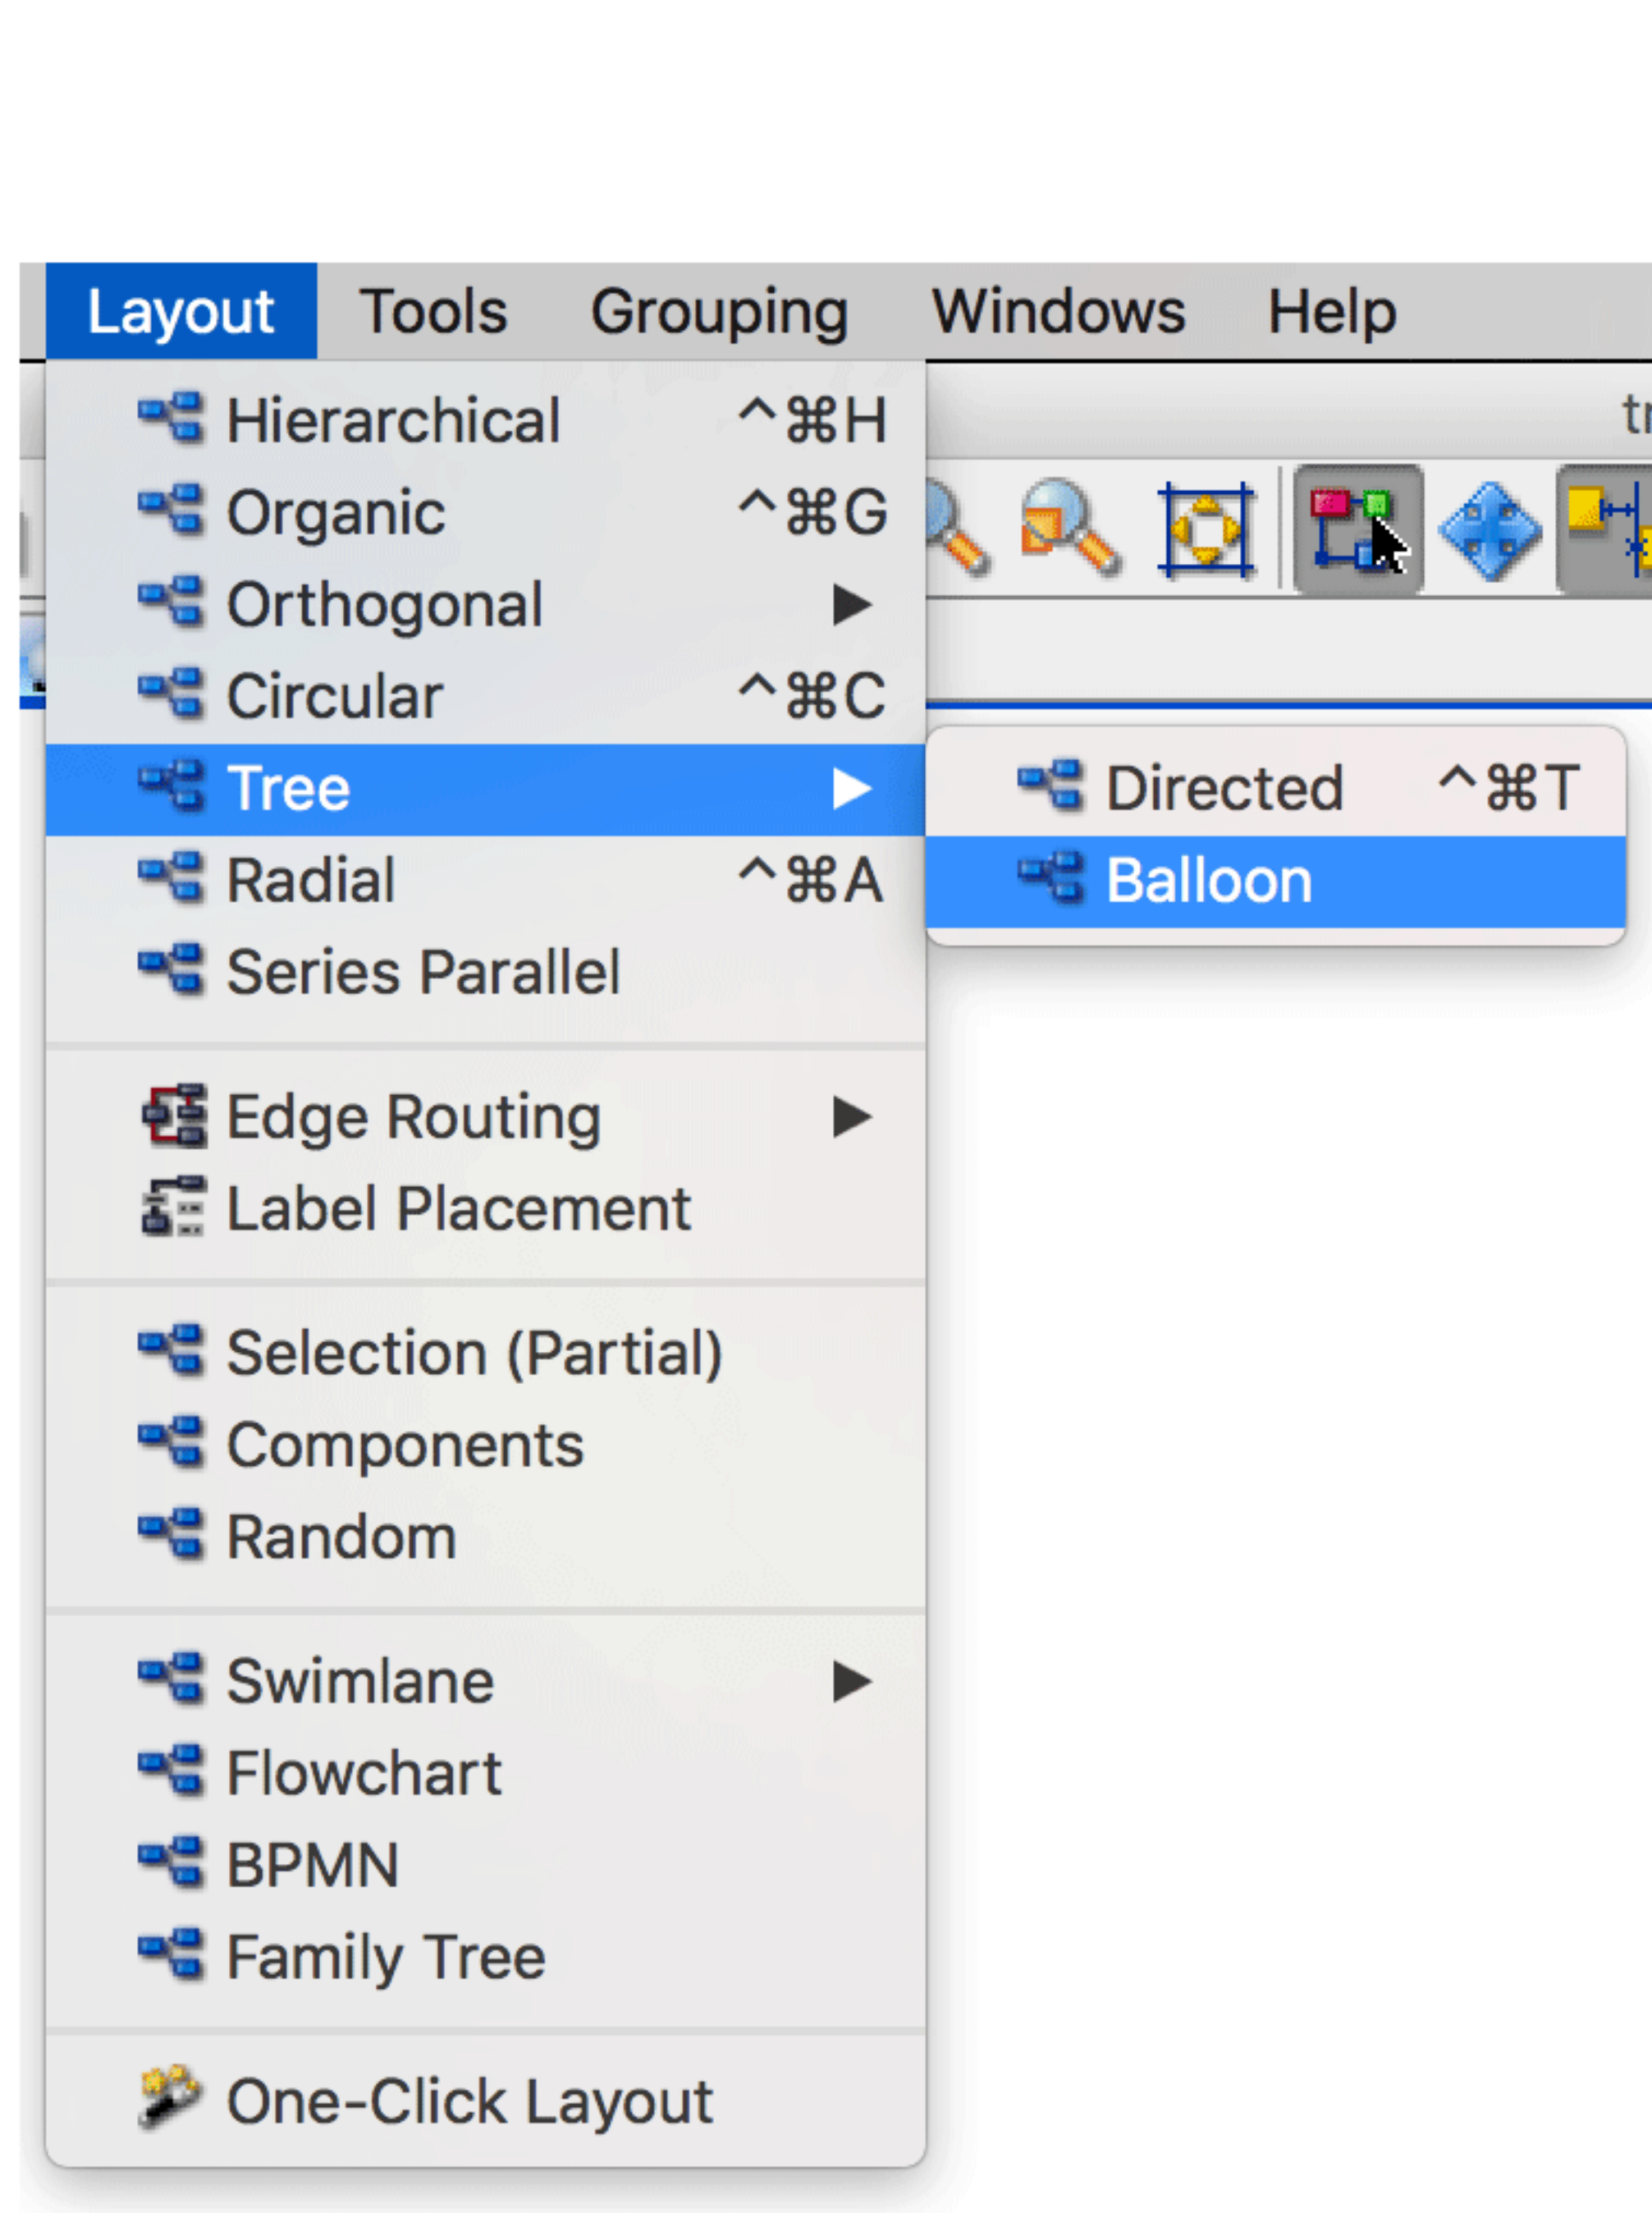 Layout Tools Grouping Windows Help
tr
Hierarchical ^⌘H
Organic ^⌘G
Orthogonal ▶
Circular ^⌘C
Tree ▶
Directed ^⌘T
Balloon
Radial ^⌘A
Series Parallel
Edge Routing ▶
Label Placement
Selection (Partial)
Components
Random
Swimlane ▶
Flowchart
BPMN
Family Tree
One-Click Layout